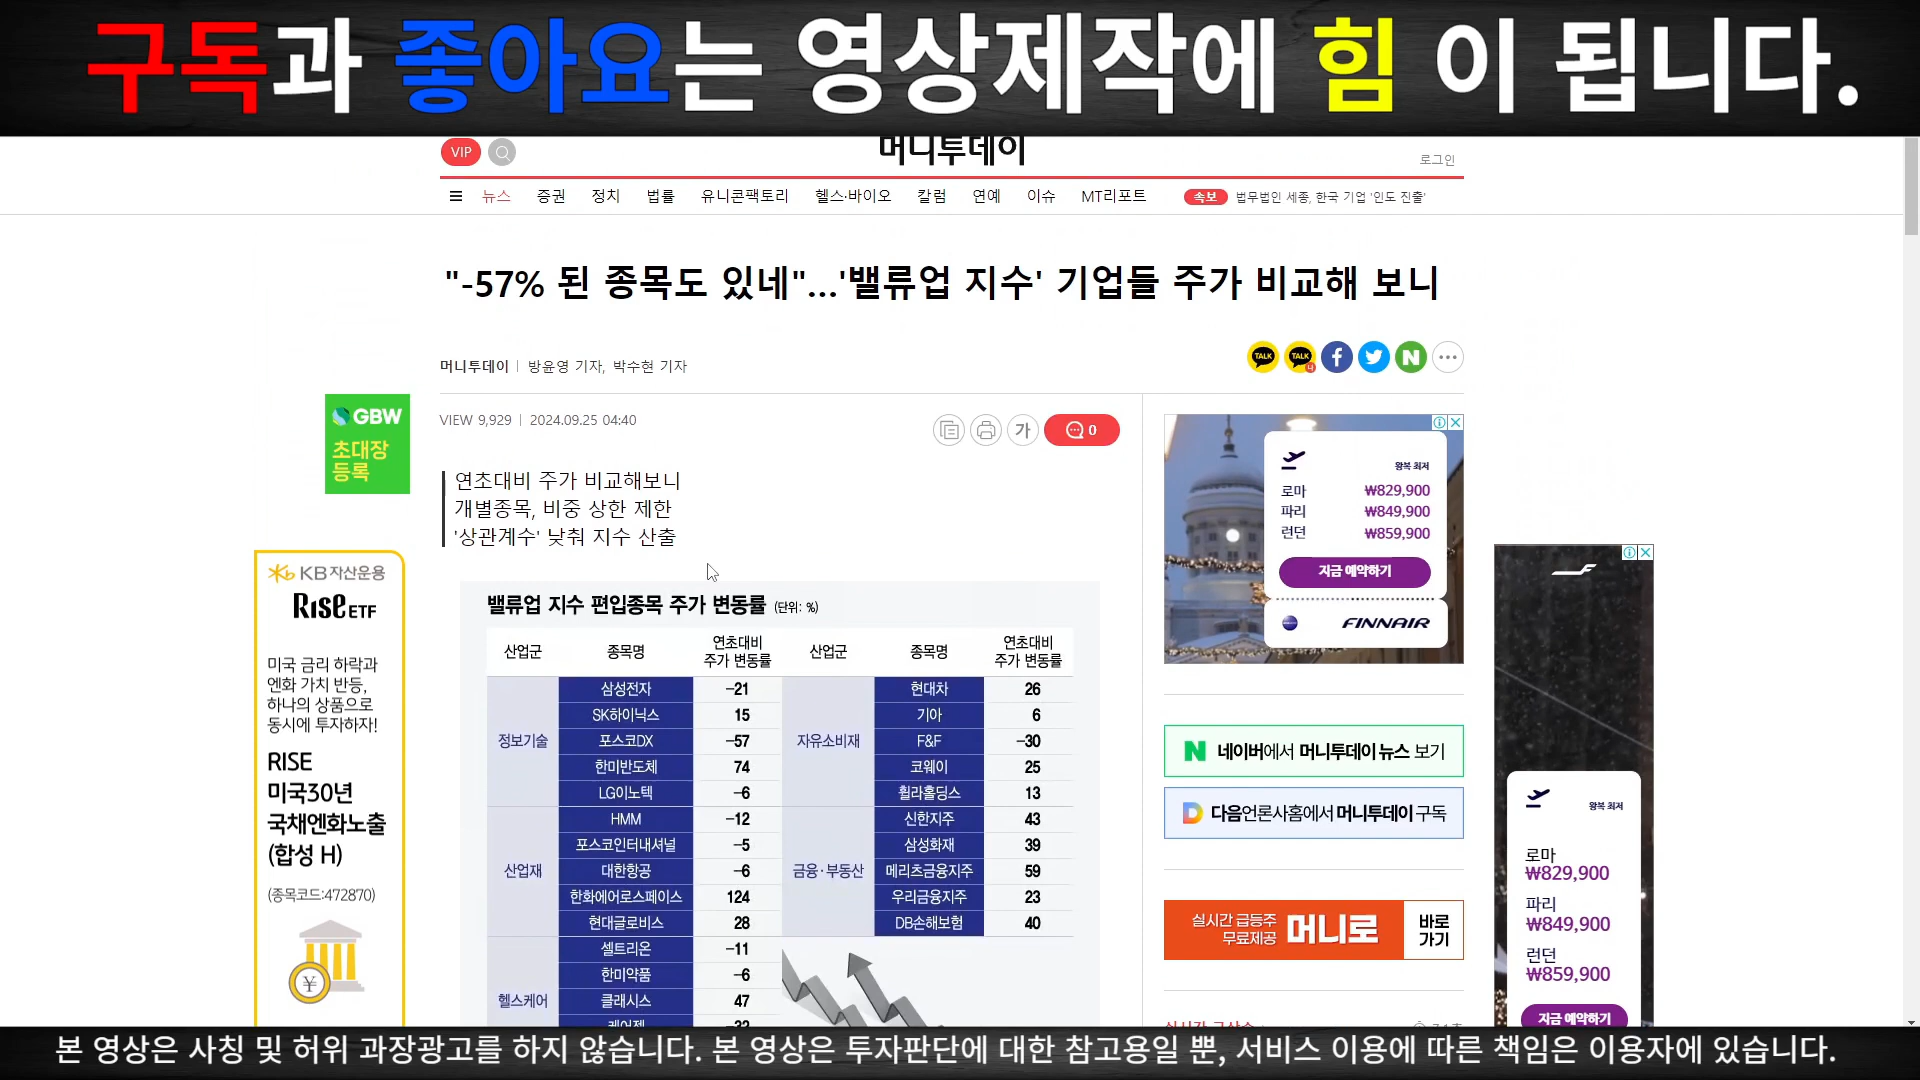 구독과 좋아요는 영상제작에 힘 이 됩니다.
VIP
머니투데이
로그인
뉴스 증권 정치 법률 유니콘팩토리 헬스·바이오 칼럼 연예 이슈 MT리포트 속보 법무법인 세종, 한국 기업 '인도 진출'
"-57% 된 종목도 있네"...'밸류업 지수' 기업들 주가 비교해 보니
머니투데이 | 방윤영 기자, 박수현 기자
TALK TALK
VIEW 9,929 | 2024.09.25 04:40
가 0
연초대비 주가 비교해보니
개별종목, 비중 상한 제한
'상관계수' 낮춰 지수 산출
밸류업 지수 편입종목 주가 변동률 (단위: %)
산업군 종목명 연초대비 주가 변동률 산업군 종목명 연초대비 주가 변동률
정보기술
삼성전자 -21
SK하이닉스 15
포스코DX -57
한미반도체 74
LG이노텍 -6
자유소비재
현대차 26
기아 6
F&F -30
코웨이 25
휠라홀딩스 13
산업재
HMM -12
포스코인터내셔널 -5
대한항공 -6
한화에어로스페이스 124
현대글로비스 28
금융·부동산
신한지주 43
삼성화재 39
메리츠금융지주 59
우리금융지주 23
DB손해보험 40
헬스케어
셀트리온 -11
한미약품 -6
클래시스 47
케어젠 -32
GBW
초대장
등록
KB자산운용
RISE ETF
미국 금리 하락과
엔화 가치 반등,
하나의 상품으로
동시에 투자하자!
RISE
미국30년
국채엔화노출
(합성 H)
(종목코드:472870)
왕복 최저
로마 ₩829,900
파리 ₩849,900
런던 ₩859,900
지금 예약하기
FINNAIR
네이버에서 머니투데이 뉴스 보기
다음언론사홈에서 머니투데이 구독
실시간 급등주
무료제공
머니로
바로
가기
왕복 최저
로마
₩829,900
파리
₩849,900
런던
₩859,900
지금 예약하기
본 영상은 사칭 및 허위 과장광고를 하지 않습니다. 본 영상은 투자판단에 대한 참고용일 뿐, 서비스 이용에 따른 책임은 이용자에 있습니다.